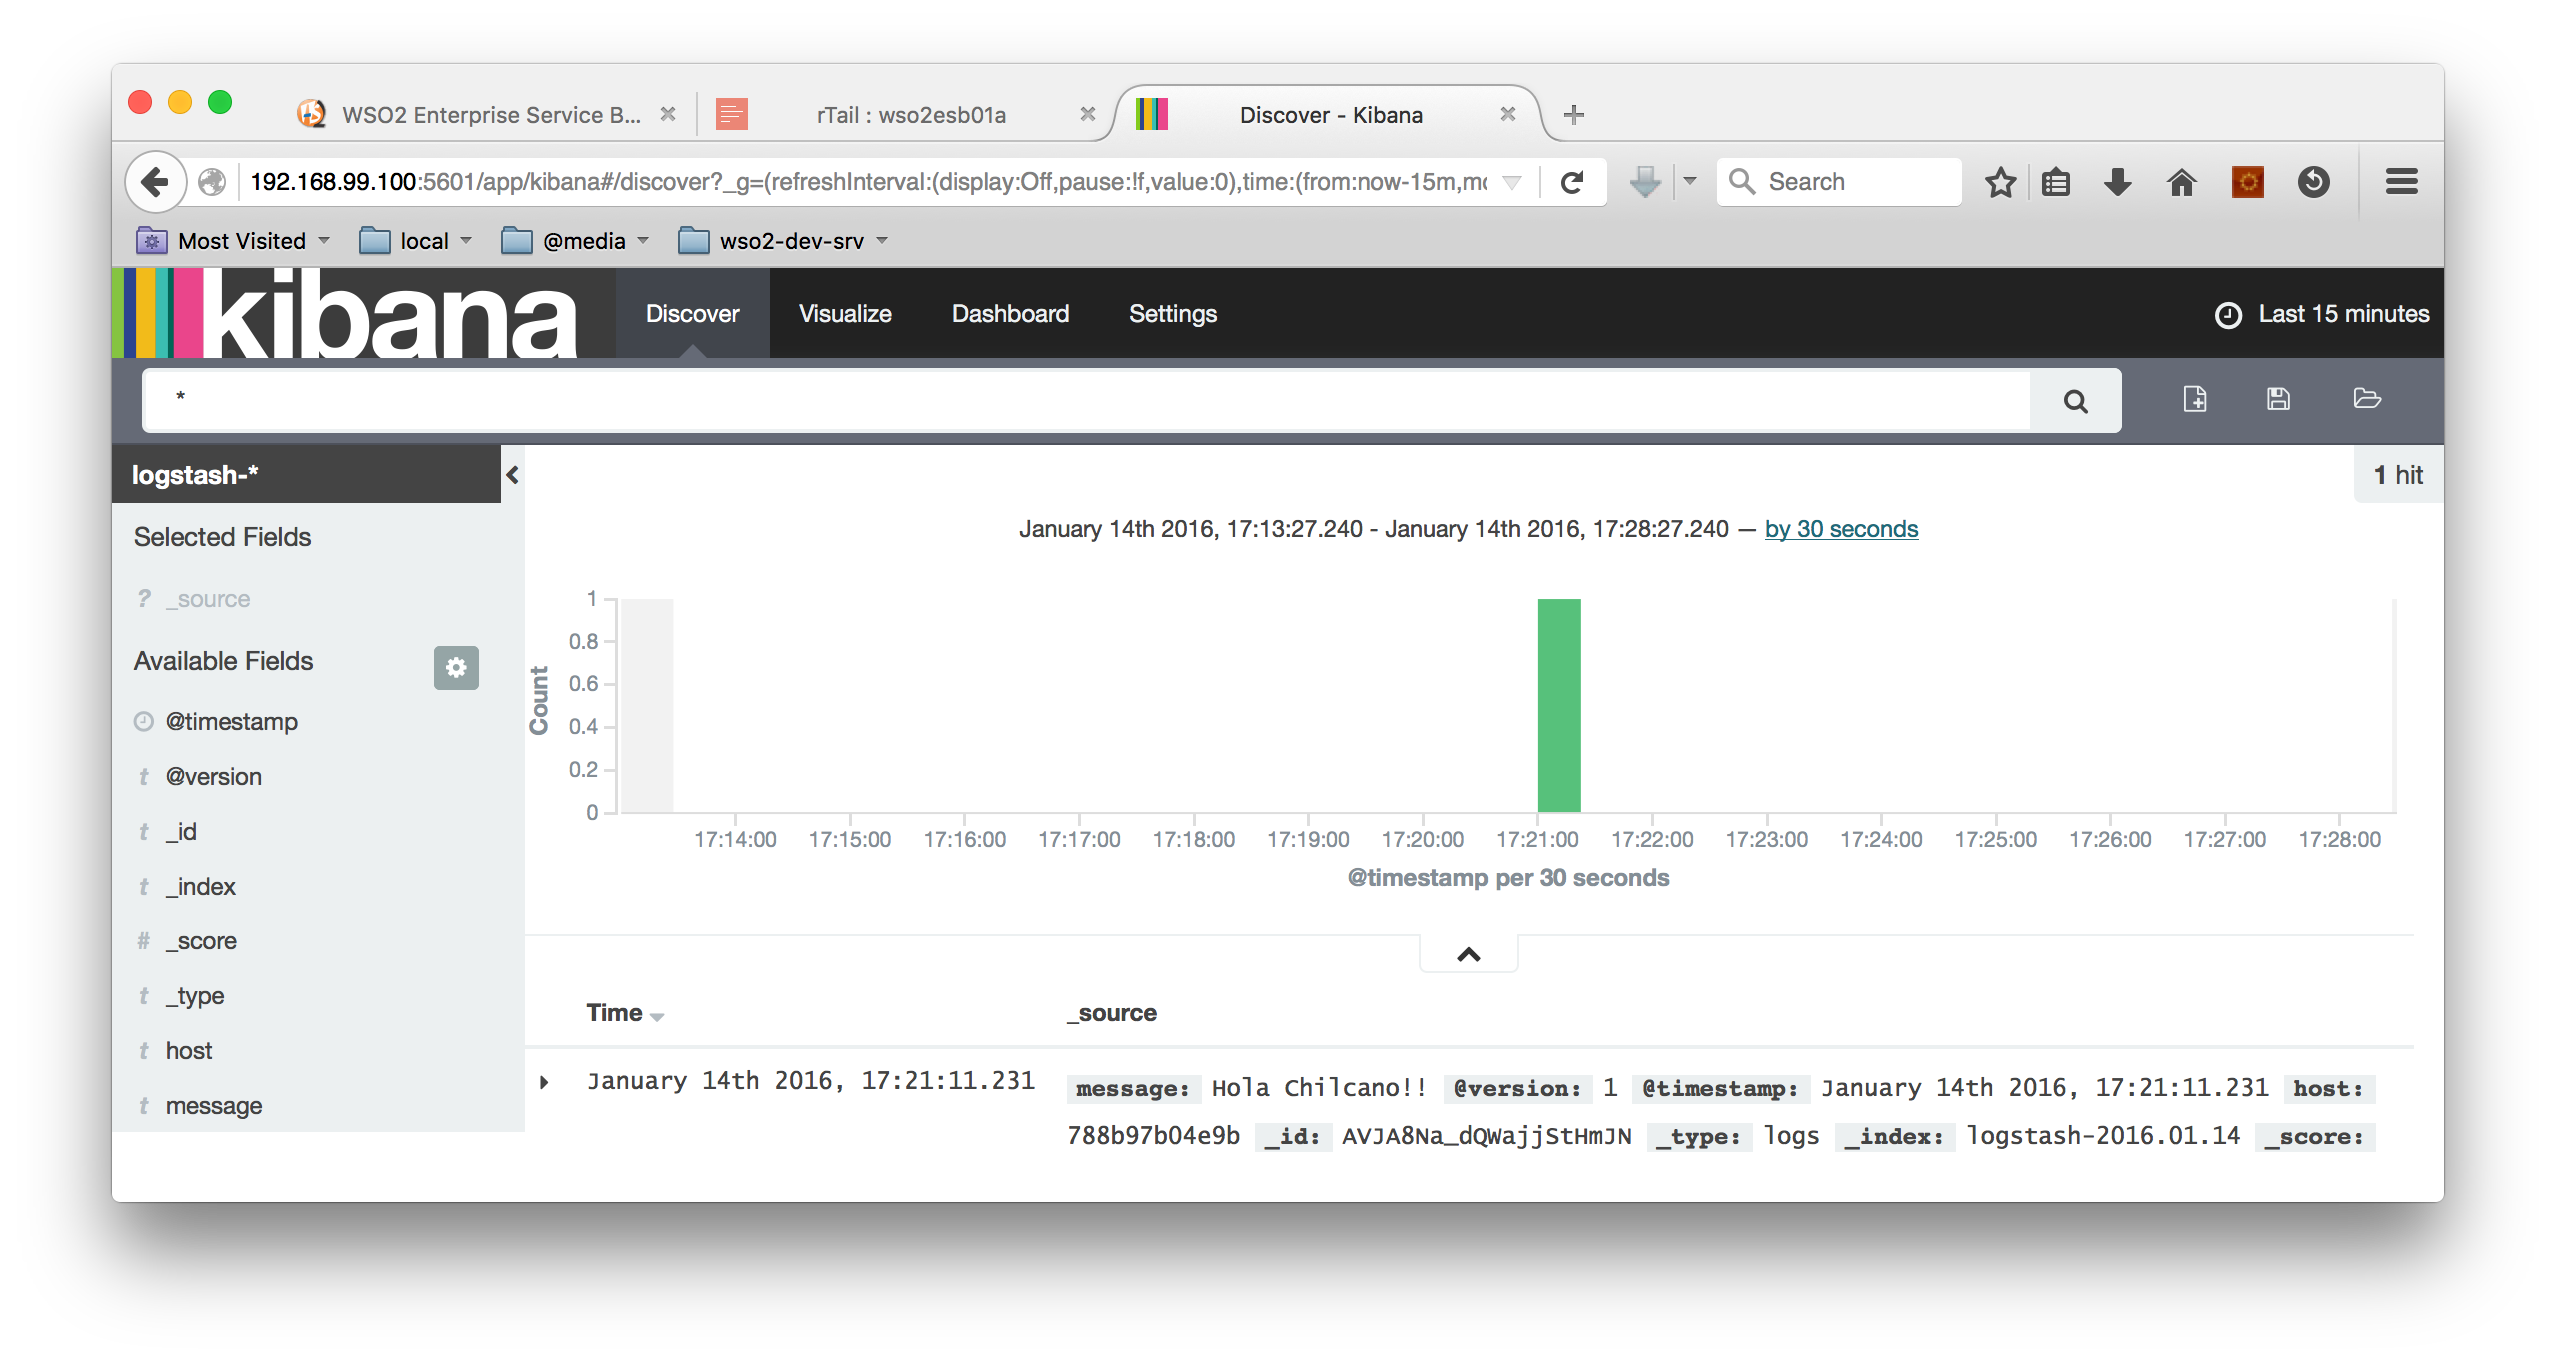 WSO2 Enterprise Service B...
rTail : wso2esb01a
Discover - Kibana
192.168.99.100:5601/app/kibana#/discover?_g=(refreshInterval:(display:Off,pause:!f,value:0),time:(from:now-15m,mo
Search
Most Visited
local
@media
wso2-dev-srv
kibana
Discover
Visualize
Dashboard
Settings
Last 15 minutes
*
logstash-*
1 hit
Selected Fields
? _source
Available Fields
@timestamp
t @version
t _id
t _index
# _score
t _type
t host
t message
January 14th 2016, 17:13:27.240 - January 14th 2016, 17:28:27.240 — by 30 seconds
Count
1
0.8
0.6
0.4
0.2
0
17:14:00 17:15:00 17:16:00 17:17:00 17:18:00 17:19:00 17:20:00 17:21:00 17:22:00 17:23:00 17:24:00 17:25:00 17:26:00 17:27:00 17:28:00
@timestamp per 30 seconds
Time _source
January 14th 2016, 17:21:11.231
message: Hola Chilcano!! @version: 1 @timestamp: January 14th 2016, 17:21:11.231 host:
788b97b04e9b _id: AVJA8Na_dQWajjStHmJN _type: logs _index: logstash-2016.01.14 _score: